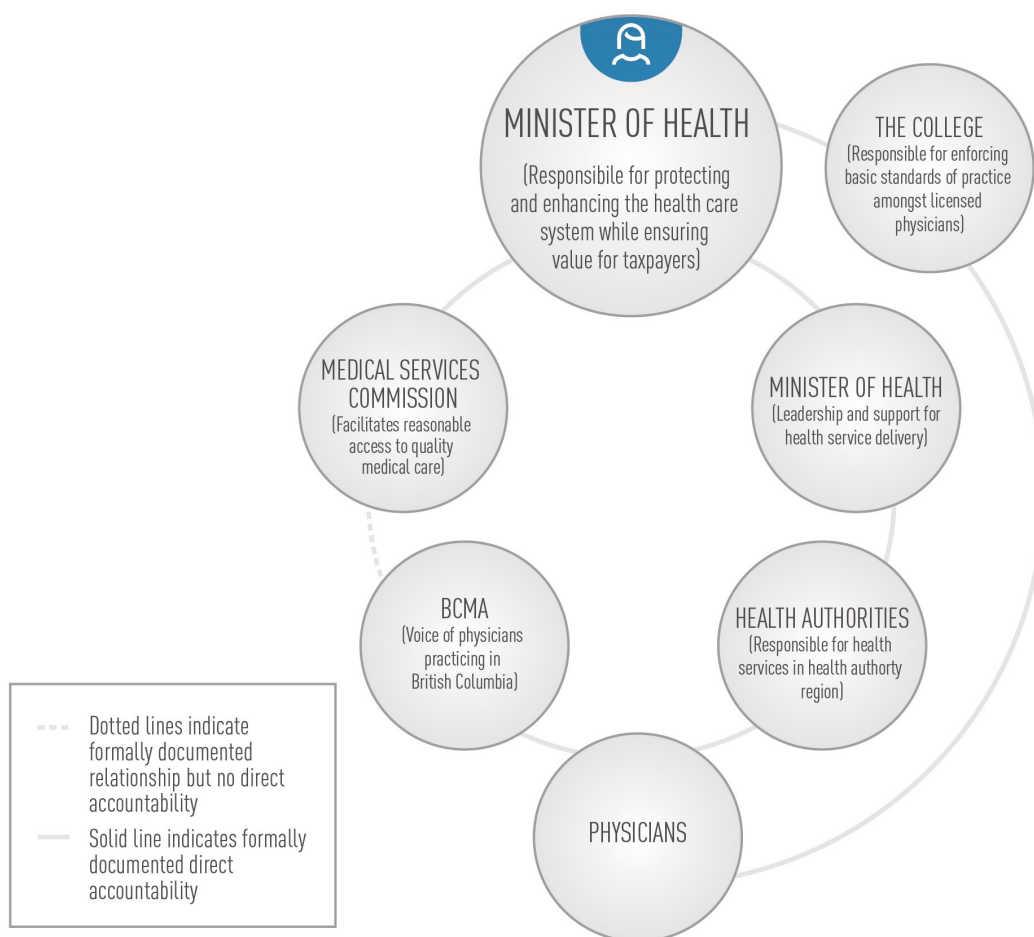 MINISTER OF HEALTH
(Responsibile for protecting
and enhancing the health care
system while ensuring
value for taxpayers)
THE COLLEGE
(Responsible for enforcing
basic standards of practice
amongst licensed
physicians)
MEDICAL SERVICES
COMMISSION
(Facilitates reasonable
access to quality
medical care)
MINISTER OF HEALTH
(Leadership and support for
health service delivery)
BCMA
(Voice of physicians
practicing in
British Columbia)
HEALTH AUTHORITIES
(Responsible for health
services in health authorty
region)
PHYSICIANS
Dotted lines indicate
formally documented
relationship but no direct
accountability
Solid line indicates formally
documented direct
accountability